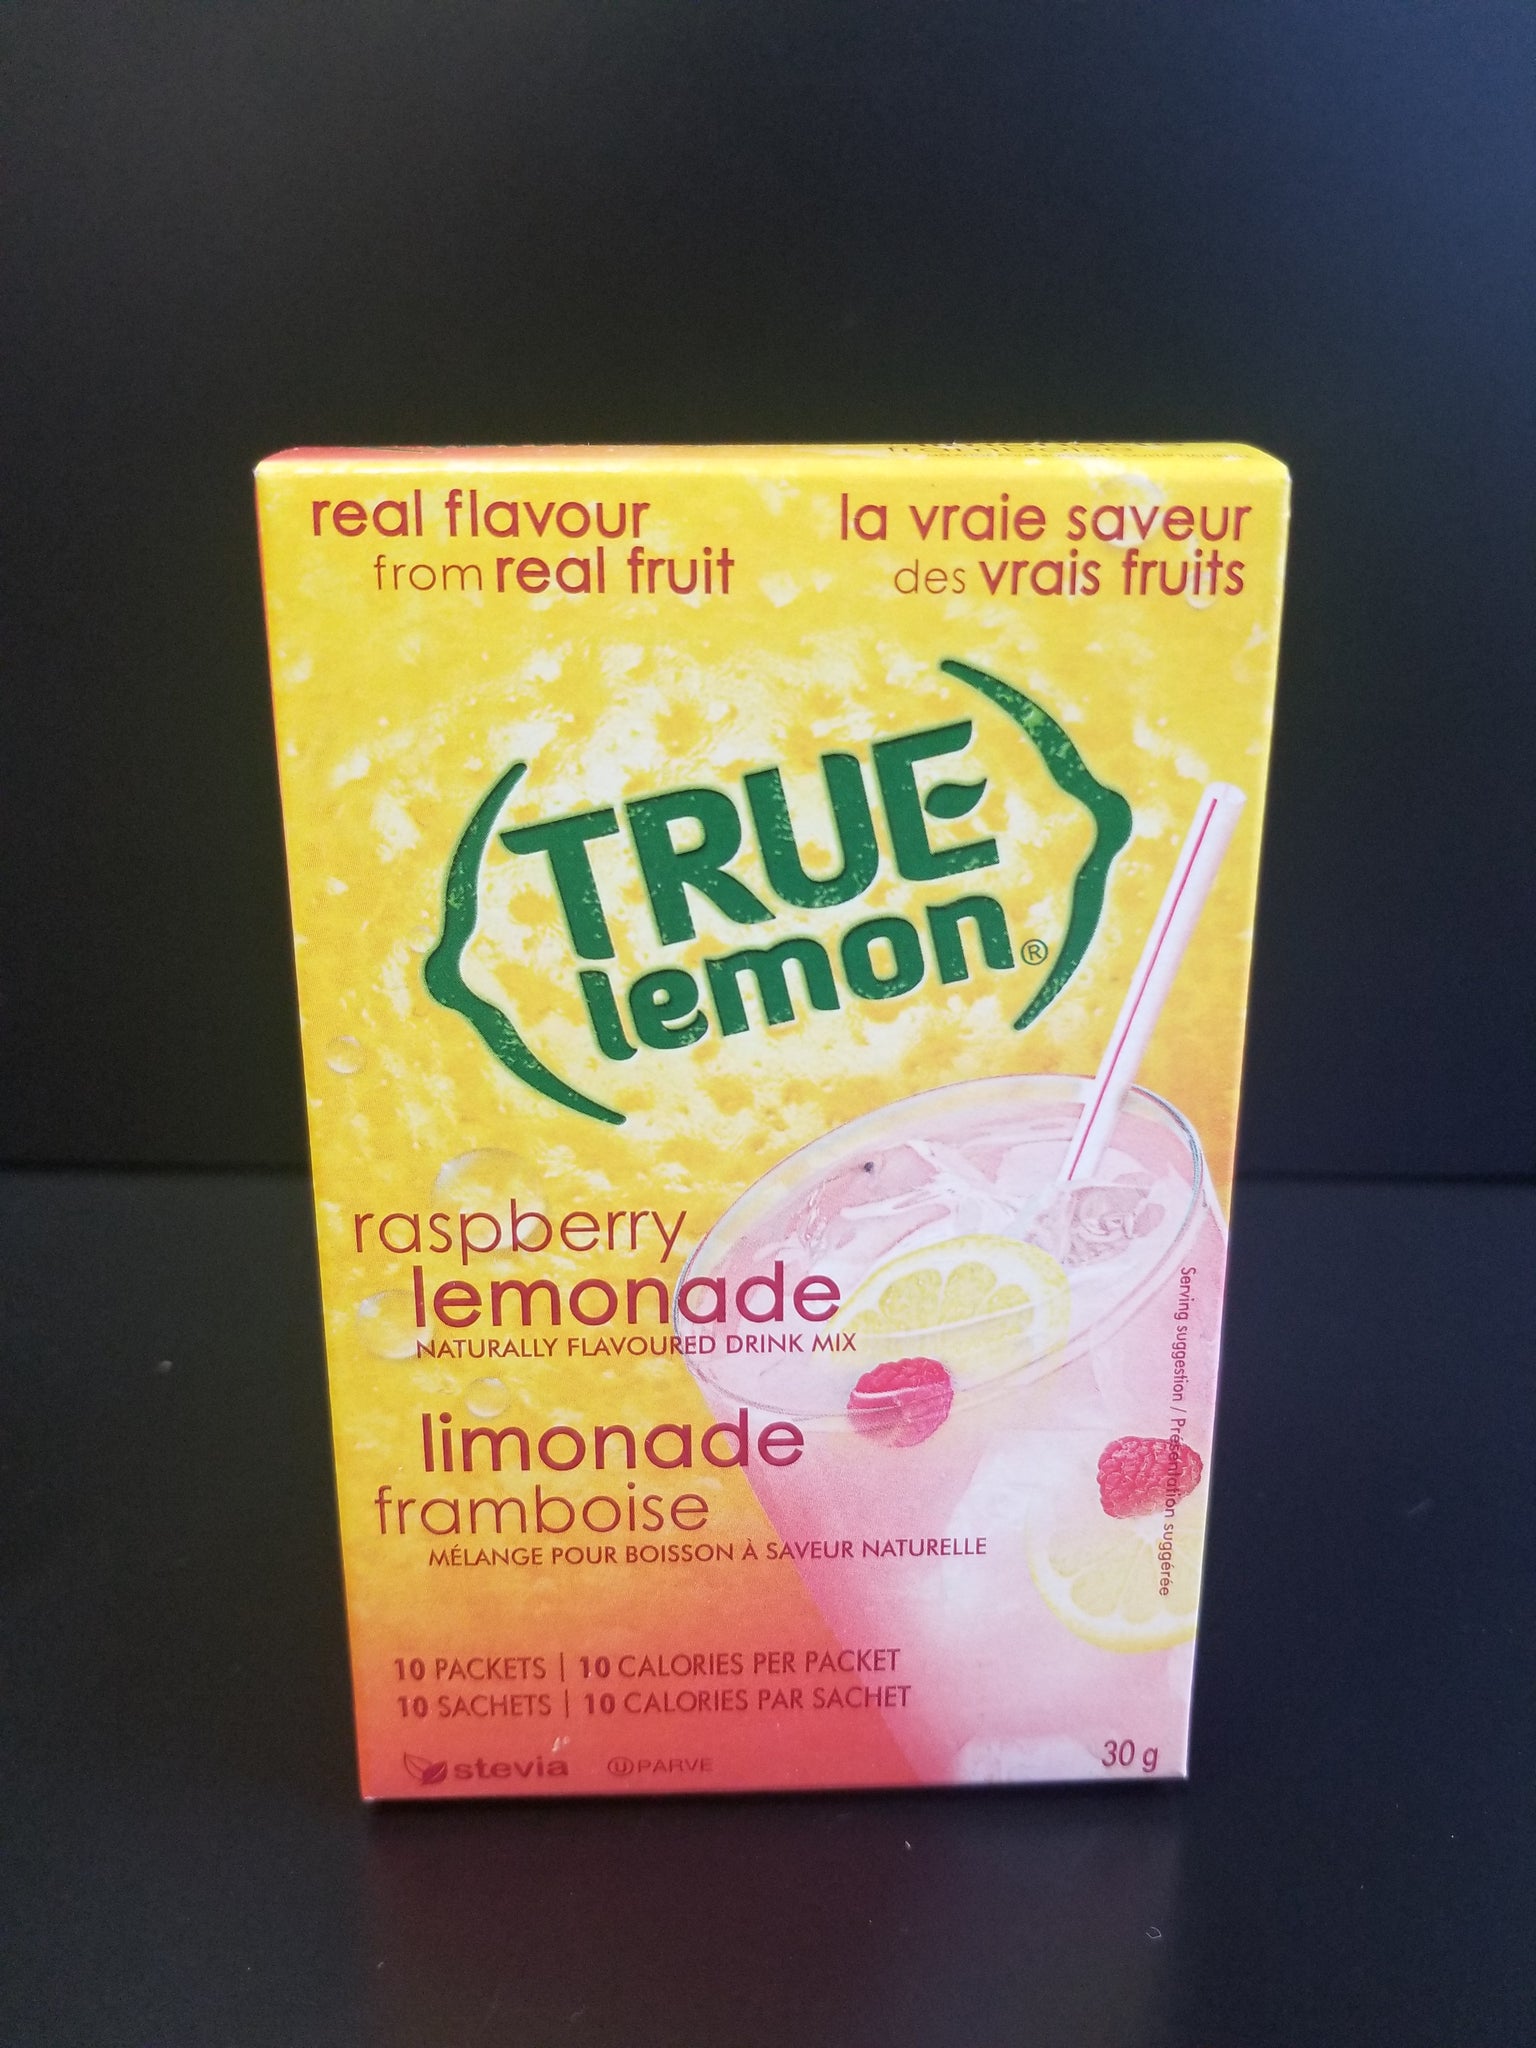 real flavour
from real fruit
la vraie saveur
des vrais fruits
TRUE
lemon®
raspberry
lemonade
NATURALLY FLAVOURED DRINK MIX
limonade
framboise
MÉLANGE POUR BOISSON À SAVEUR NATURELLE
Serving suggestion / Présentation suggérée
10 PACKETS | 10 CALORIES PER PACKET
10 SACHETS | 10 CALORIES PAR SACHET
stevia
U PARVE
30 g